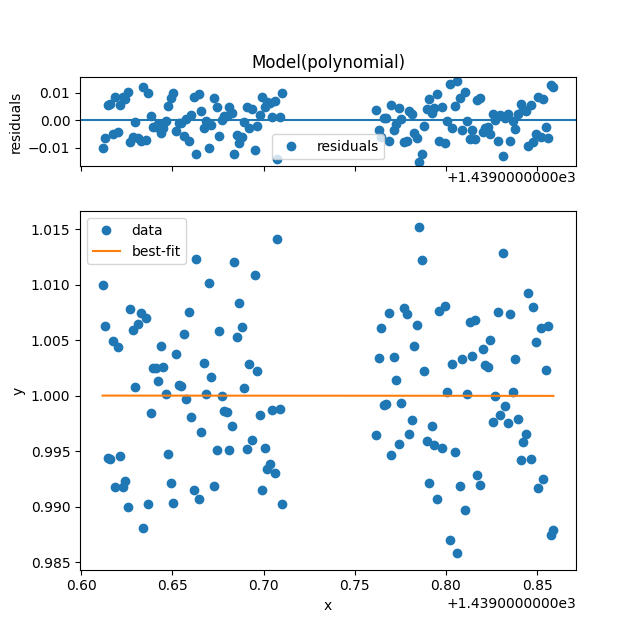 Model(polynomial)
0.01
0.00
−0.01
residuals
residuals
+1.4390000000e3
1.015
1.010
1.005
1.000
0.995
0.990
0.985
y
data
best-fit
0.60
0.65
0.70
0.75
0.80
0.85
x
+1.4390000000e3